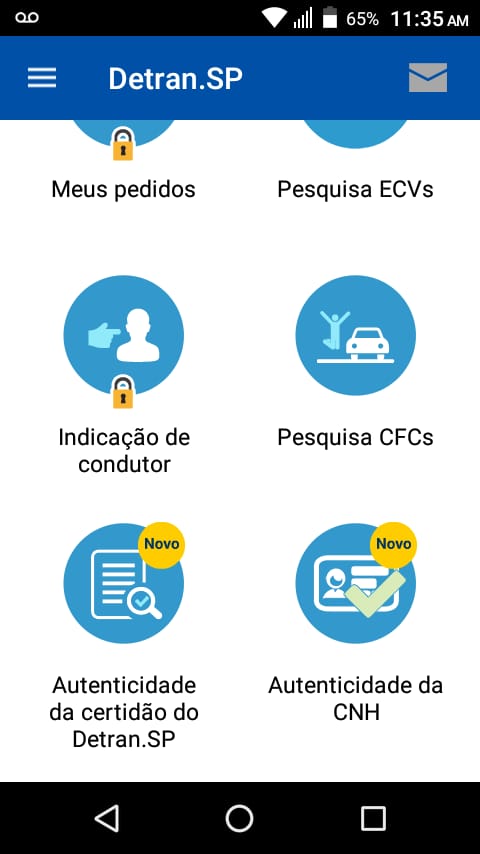 65% 11:35 AM
Detran.SP
Meus pedidos
Pesquisa ECVs
Indicação de
condutor
Pesquisa CFCs
Novo
Autenticidade
da certidão do
Detran.SP
Novo
Autenticidade da
CNH